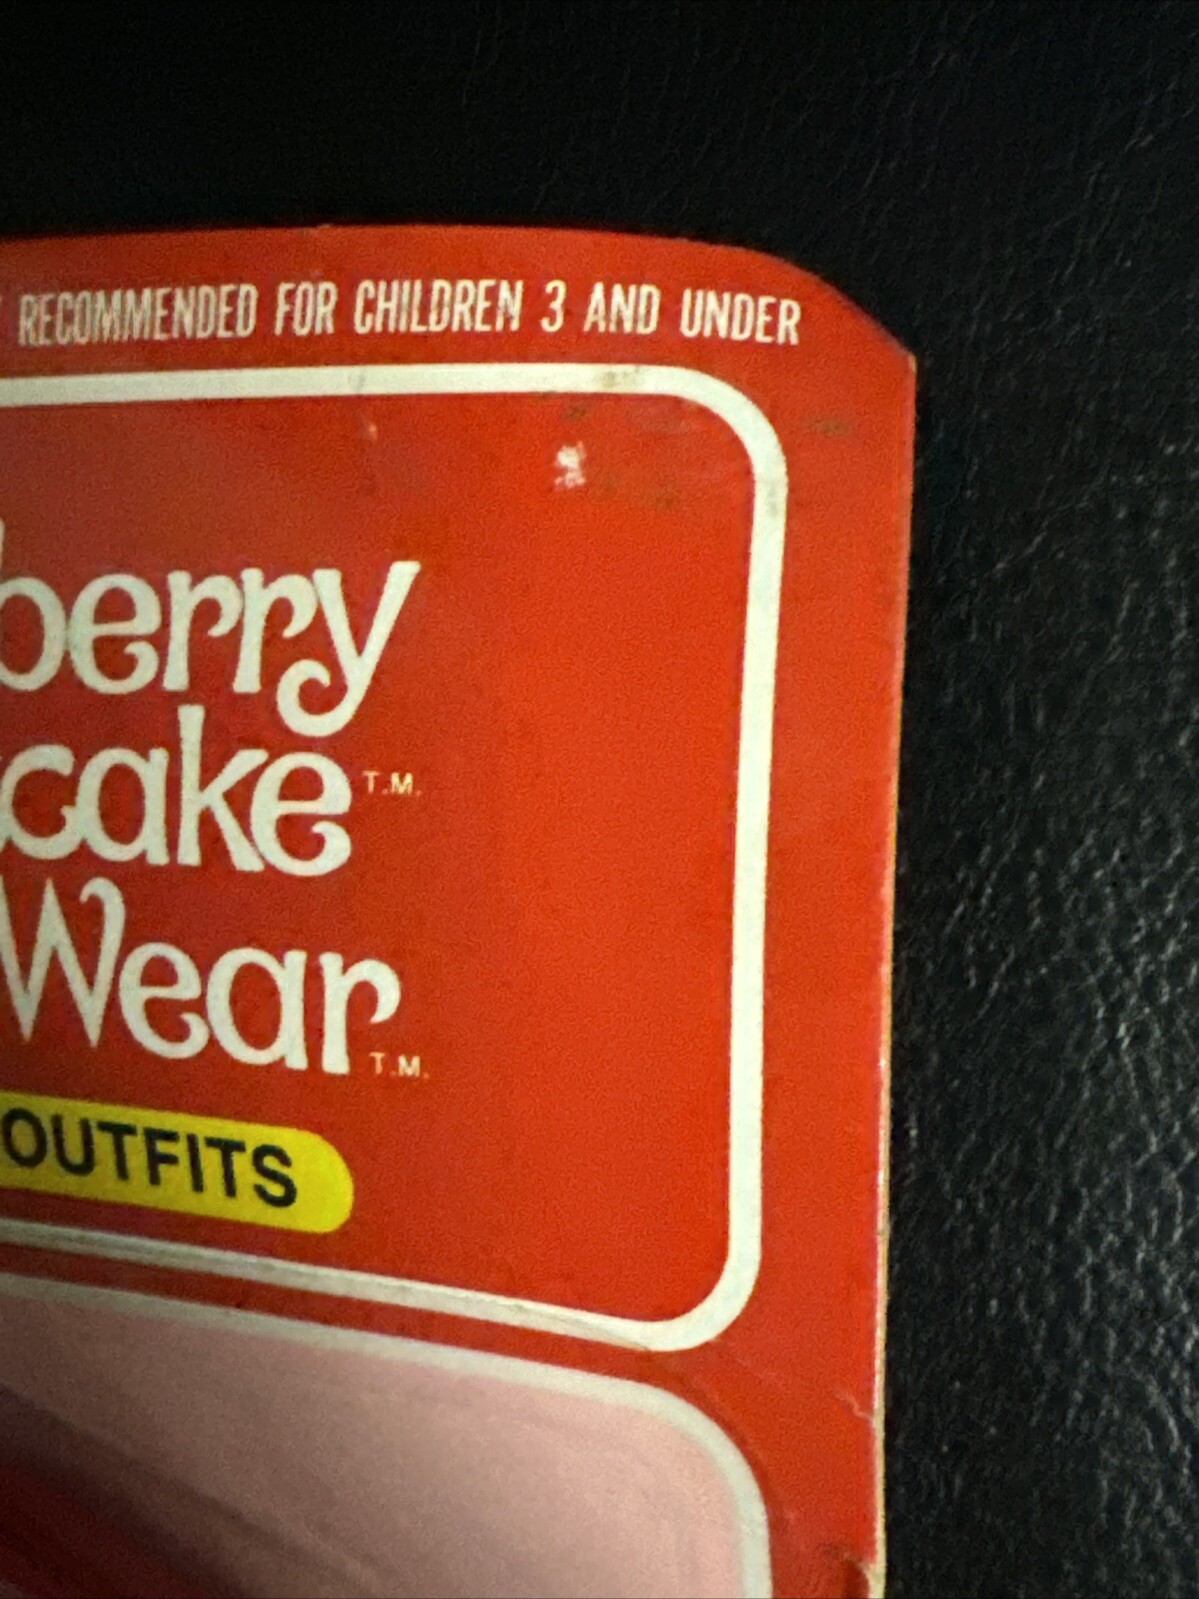 RECOMMENDED FOR CHILDREN 3 AND UNDER
berry
cake T.M.
Wear T.M.
OUTFITS